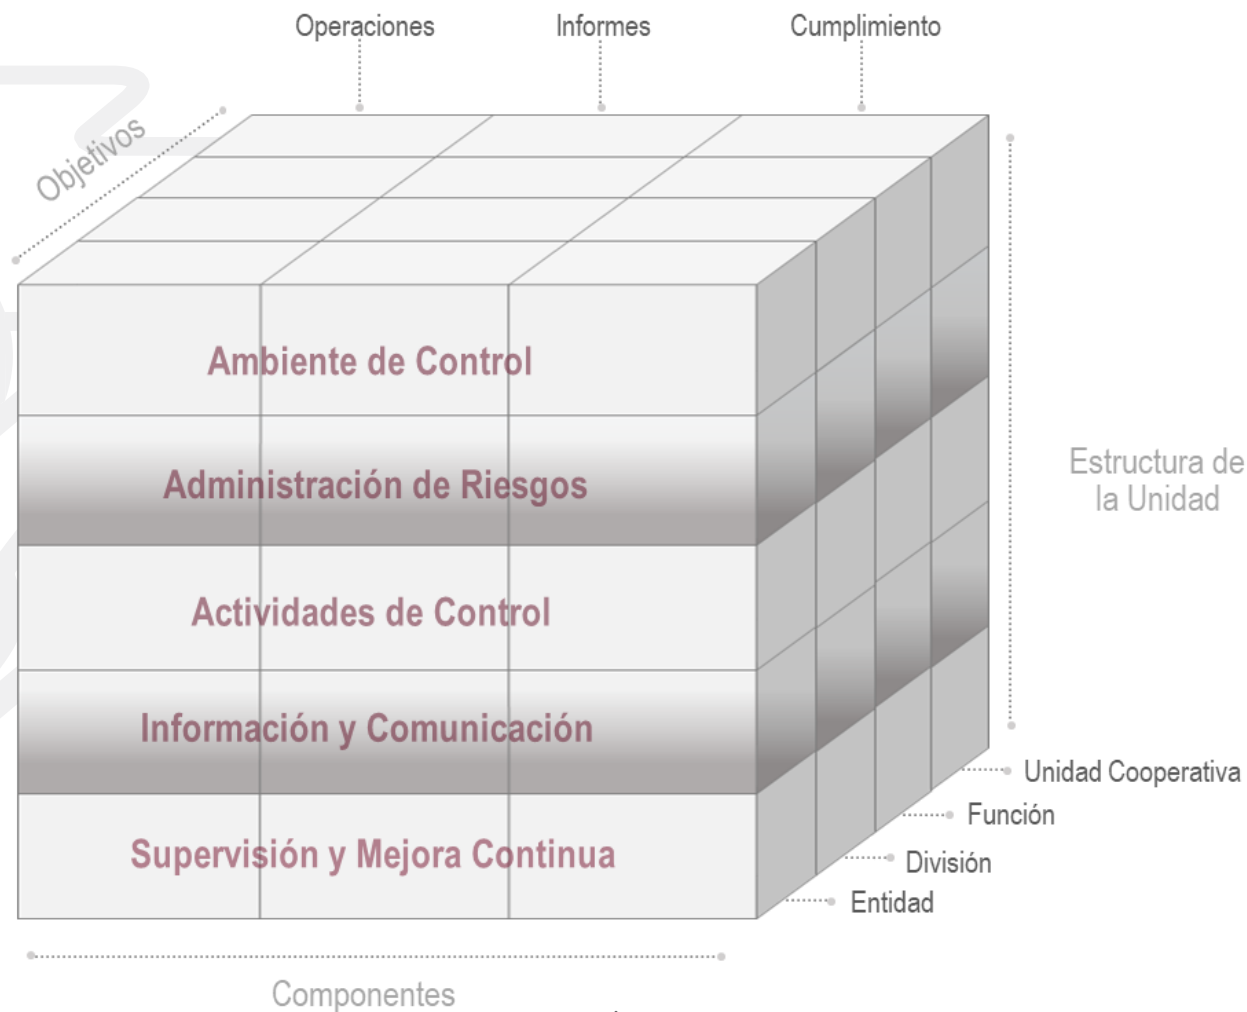 Operaciones
Informes
Cumplimiento
Objetivos
Ambiente de Control
Administración de Riesgos
Actividades de Control
Información y Comunicación
Supervisión y Mejora Continua
Estructura de
la Unidad
Unidad Cooperativa
Función
División
Entidad
Componentes